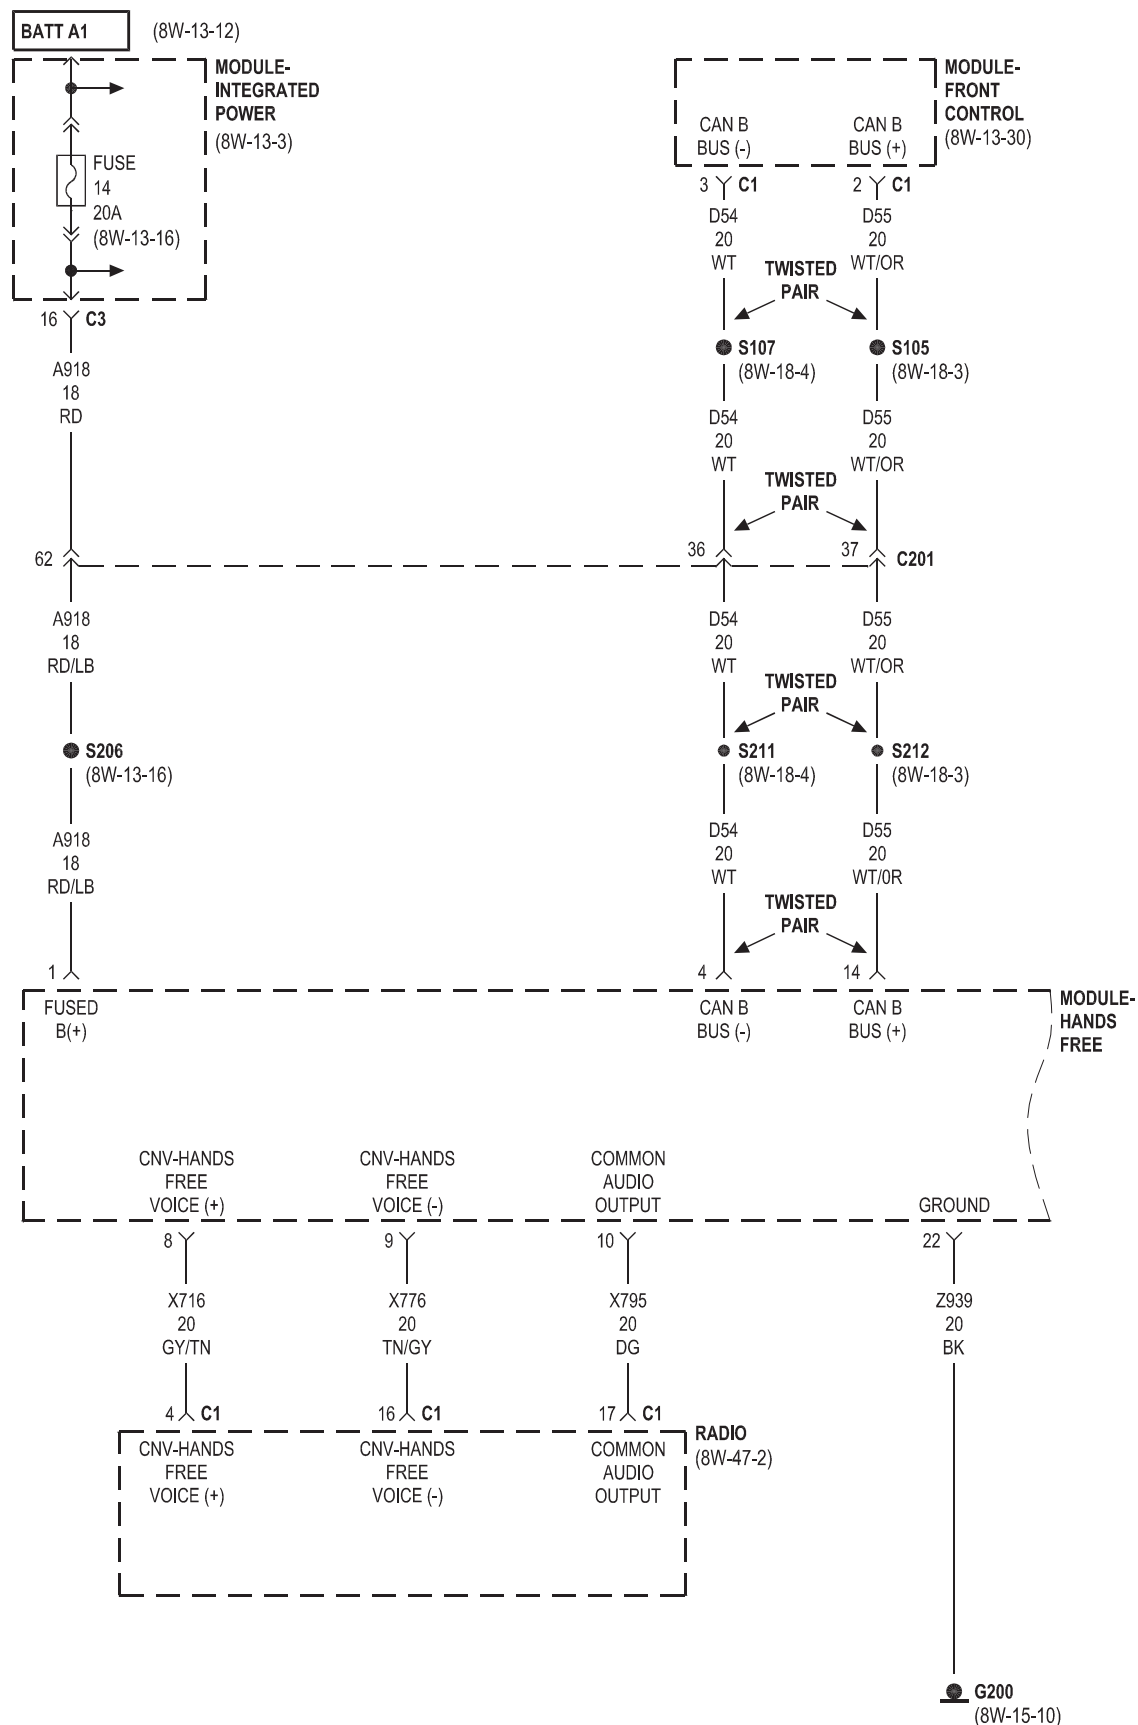 BATT A1 (8W-13-12)
MODULE-
INTEGRATED
POWER
(8W-13-3)
FUSE
14
20A
(8W-13-16)
16 C3
A918
18
RD
MODULE-
FRONT
CONTROL
(8W-13-30)
CAN B
BUS (-)
CAN B
BUS (+)
3 C1
2 C1
D54
20
WT
D55
20
WT/OR
TWISTED
PAIR
S107
(8W-18-4)
S105
(8W-18-3)
D54
20
WT
D55
20
WT/OR
TWISTED
PAIR
62
36
37
C201
A918
18
RD/LB
D54
20
WT
D55
20
WT/OR
TWISTED
PAIR
S206
(8W-13-16)
S211
(8W-18-4)
S212
(8W-18-3)
A918
18
RD/LB
D54
20
WT
D55
20
WT/0R
TWISTED
PAIR
1
4
14
FUSED
B(+)
CAN B
BUS (-)
CAN B
BUS (+)
MODULE-
HANDS
FREE
CNV-HANDS
FREE
VOICE (+)
CNV-HANDS
FREE
VOICE (-)
COMMON
AUDIO
OUTPUT
GROUND
8
9
10
22
X716
20
GY/TN
X776
20
TN/GY
X795
20
DG
Z939
20
BK
4 C1
16 C1
17 C1
RADIO
(8W-47-2)
CNV-HANDS
FREE
VOICE (+)
CNV-HANDS
FREE
VOICE (-)
COMMON
AUDIO
OUTPUT
G200
(8W-15-10)